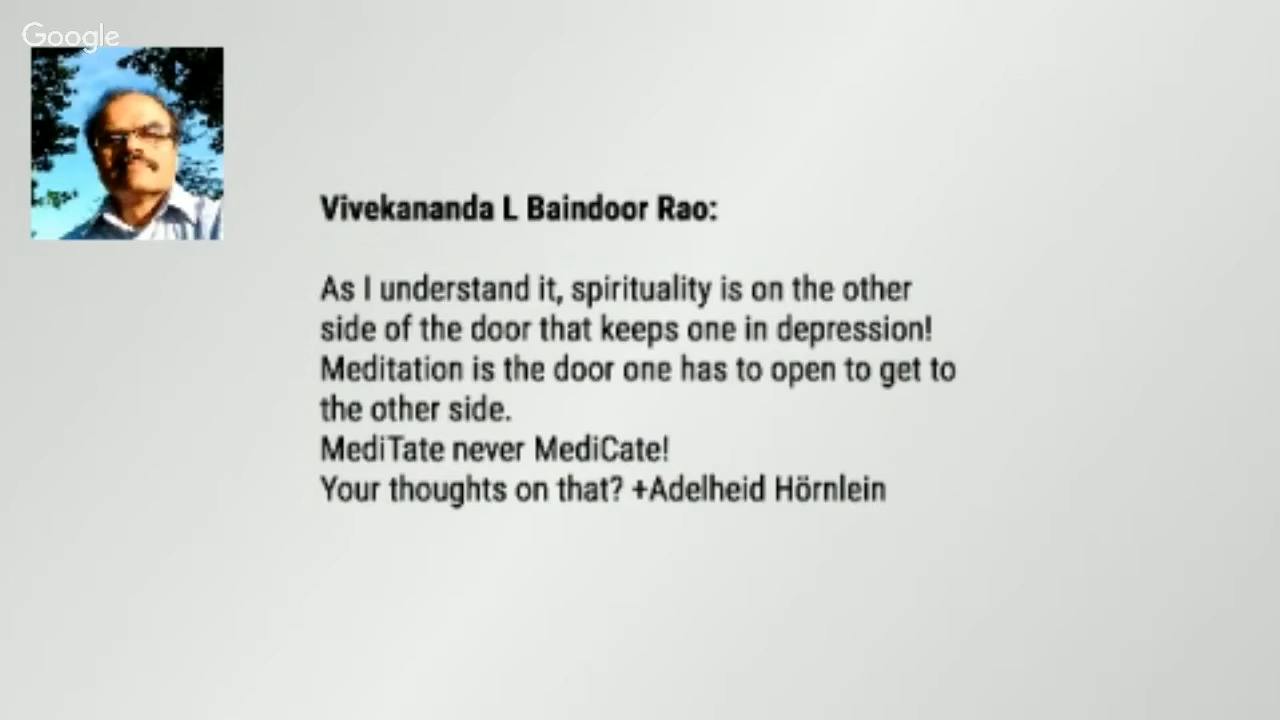 Google
Vivekananda L Baindoor Rao:
As I understand it, spirituality is on the other
side of the door that keeps one in depression!
Meditation is the door one has to open to get to
the other side.
MediTate never MediCate!
Your thoughts on that? +Adelheid Hörnlein